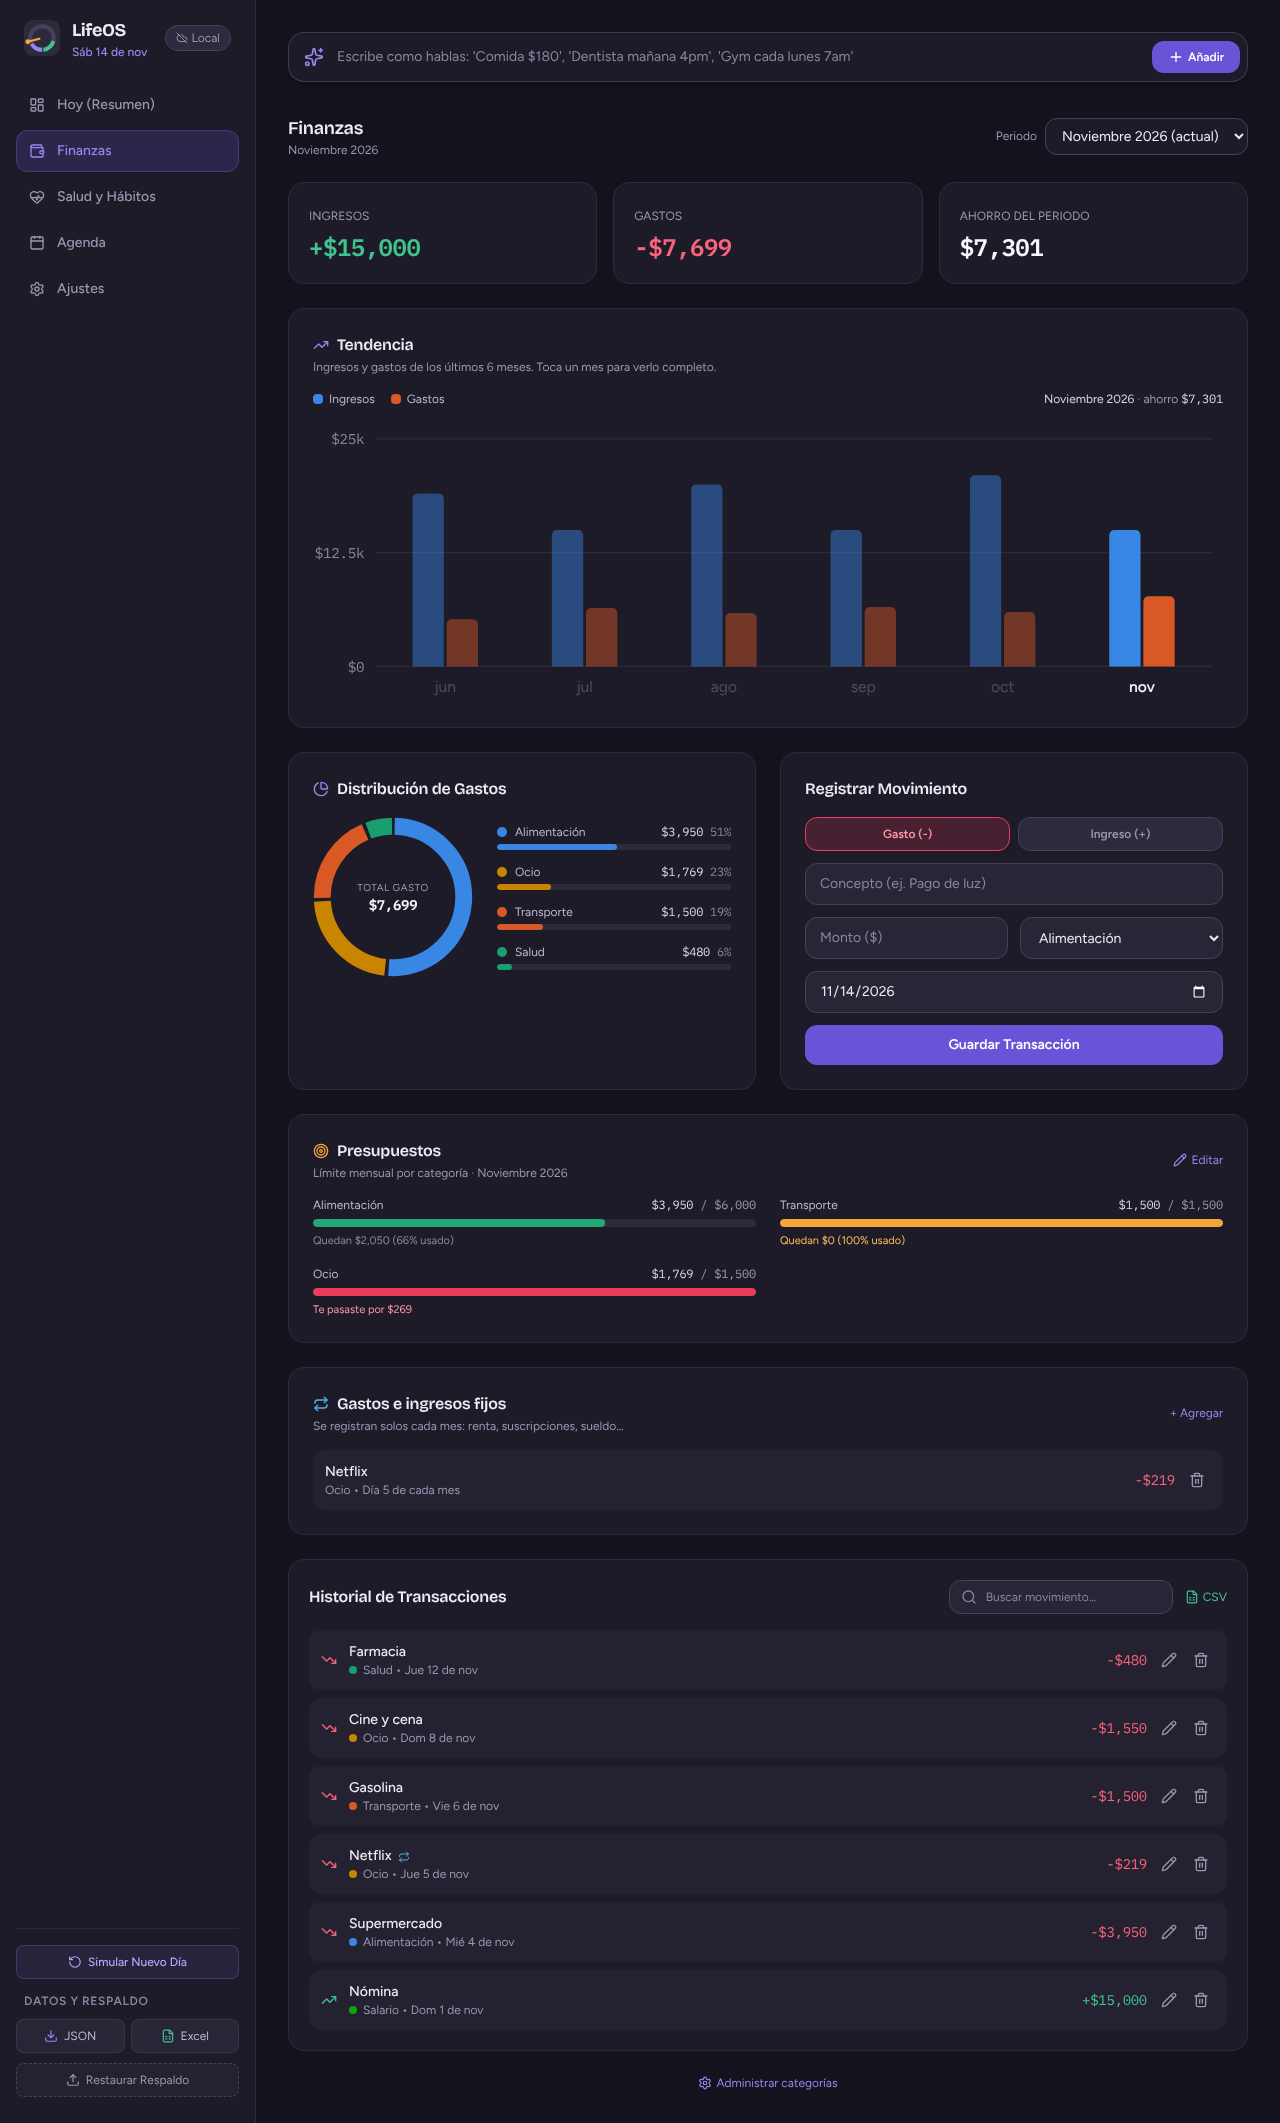 LifeOS
Sáb 14 de nov
Local
Hoy (Resumen)
Finanzas
Salud y Hábitos
Agenda
Ajustes
Simular Nuevo Día
DATOS Y RESPALDO
JSON
Excel
Restaurar Respaldo
Escribe como hablas: 'Comida $180', 'Dentista mañana 4pm', 'Gym cada lunes 7am'
Añadir
Finanzas
Noviembre 2026
Periodo
Noviembre 2026 (actual)
INGRESOS
+$15,000
GASTOS
-$7,699
AHORRO DEL PERIODO
$7,301
Tendencia
Ingresos y gastos de los últimos 6 meses. Toca un mes para verlo completo.
Ingresos
Gastos
Noviembre 2026 · ahorro $7,301
$25k
$12.5k
$0
jun
jul
ago
sep
oct
nov
Distribución de Gastos
TOTAL GASTO
$7,699
Alimentación $3,950 51%
Ocio $1,769 23%
Transporte $1,500 19%
Salud $480 6%
Registrar Movimiento
Gasto (-)
Ingreso (+)
Concepto (ej. Pago de luz)
Monto ($)
Alimentación
11/14/2026
Guardar Transacción
Presupuestos
Límite mensual por categoría · Noviembre 2026
Editar
Alimentación $3,950 / $6,000
Quedan $2,050 (66% usado)
Transporte $1,500 / $1,500
Quedan $0 (100% usado)
Ocio $1,769 / $1,500
Te pasaste por $269
Gastos e ingresos fijos
Se registran solos cada mes: renta, suscripciones, sueldo...
+ Agregar
Netflix
Ocio • Día 5 de cada mes
-$219
Historial de Transacciones
Buscar movimiento...
CSV
Farmacia
Salud • Jue 12 de nov
-$480
Cine y cena
Ocio • Dom 8 de nov
-$1,550
Gasolina
Transporte • Vie 6 de nov
-$1,500
Netflix
Ocio • Jue 5 de nov
-$219
Supermercado
Alimentación • Mié 4 de nov
-$3,950
Nómina
Salario • Dom 1 de nov
+$15,000
Administrar categorías